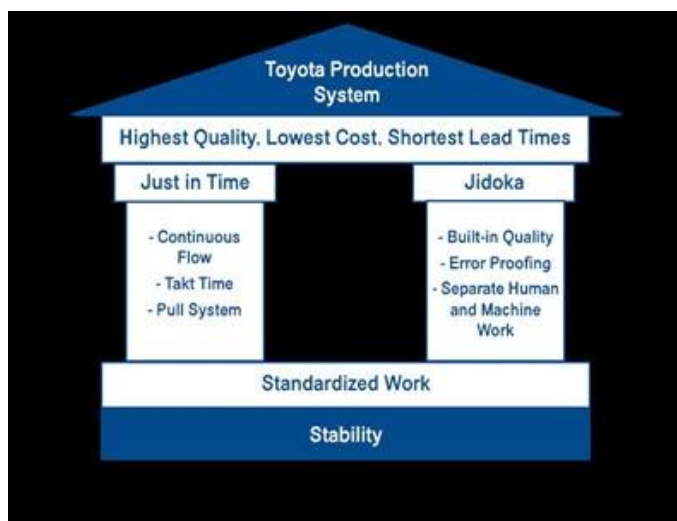 Toyota Production
System
Highest Quality, Lowest Cost, Shortest Lead Times
Just in Time
- Continuous
Flow
- Takt Time
- Pull System
Jidoka
- Built-in Quality
- Error Proofing
- Separate Human
and Machine
Work
Standardized Work
Stability